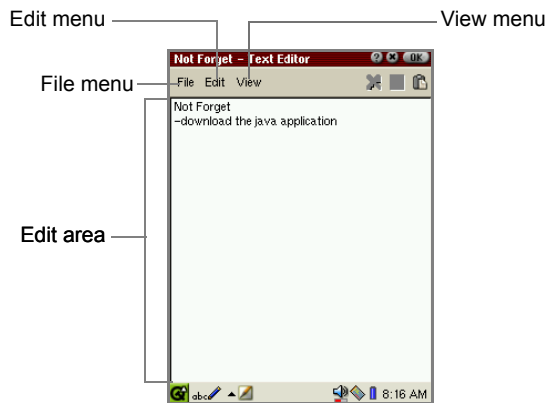 Edit menu
View menu
Not Forget - Text Editor ? OK
File menu
File Edit View
Not Forget
-download the java application
Edit area
abc 8:16 AM